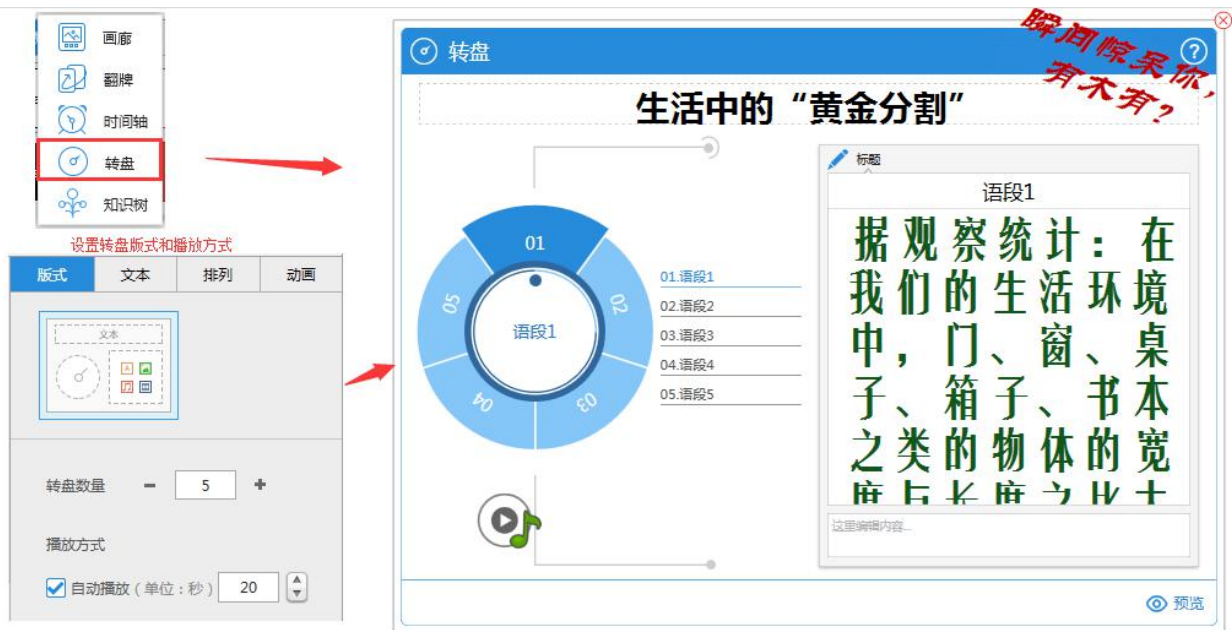 画廊
翻牌
时间轴
转盘
知识树
设置转盘版式和播放方式
版式 文本 排列 动画
文本
转盘数量 - 5 +
播放方式
自动播放（单位：秒） 20
转盘
瞬间惊呆你，
有木有？
生活中的“黄金分割”
01
02
03
04
05
语段1
01.语段1
02.语段2
03.语段3
04.语段4
05.语段5
标题
语段1
据观察统计：在
我们的生活环境
中，门、窗、桌
子、箱子、书本
之类的物体的宽
度与长度之比大
这里编辑内容...
预览